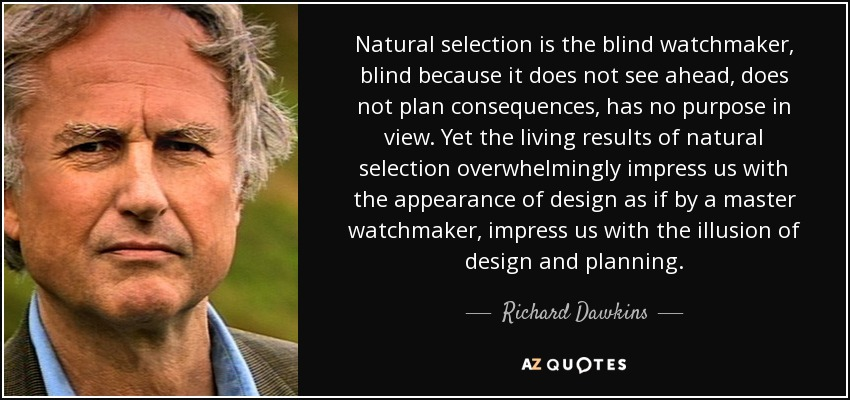 Natural selection is the blind watchmaker,
blind because it does not see ahead, does
not plan consequences, has no purpose in
view. Yet the living results of natural
selection overwhelmingly impress us with
the appearance of design as if by a master
watchmaker, impress us with the illusion of
design and planning.
Richard Dawkins
AZ QUOTES